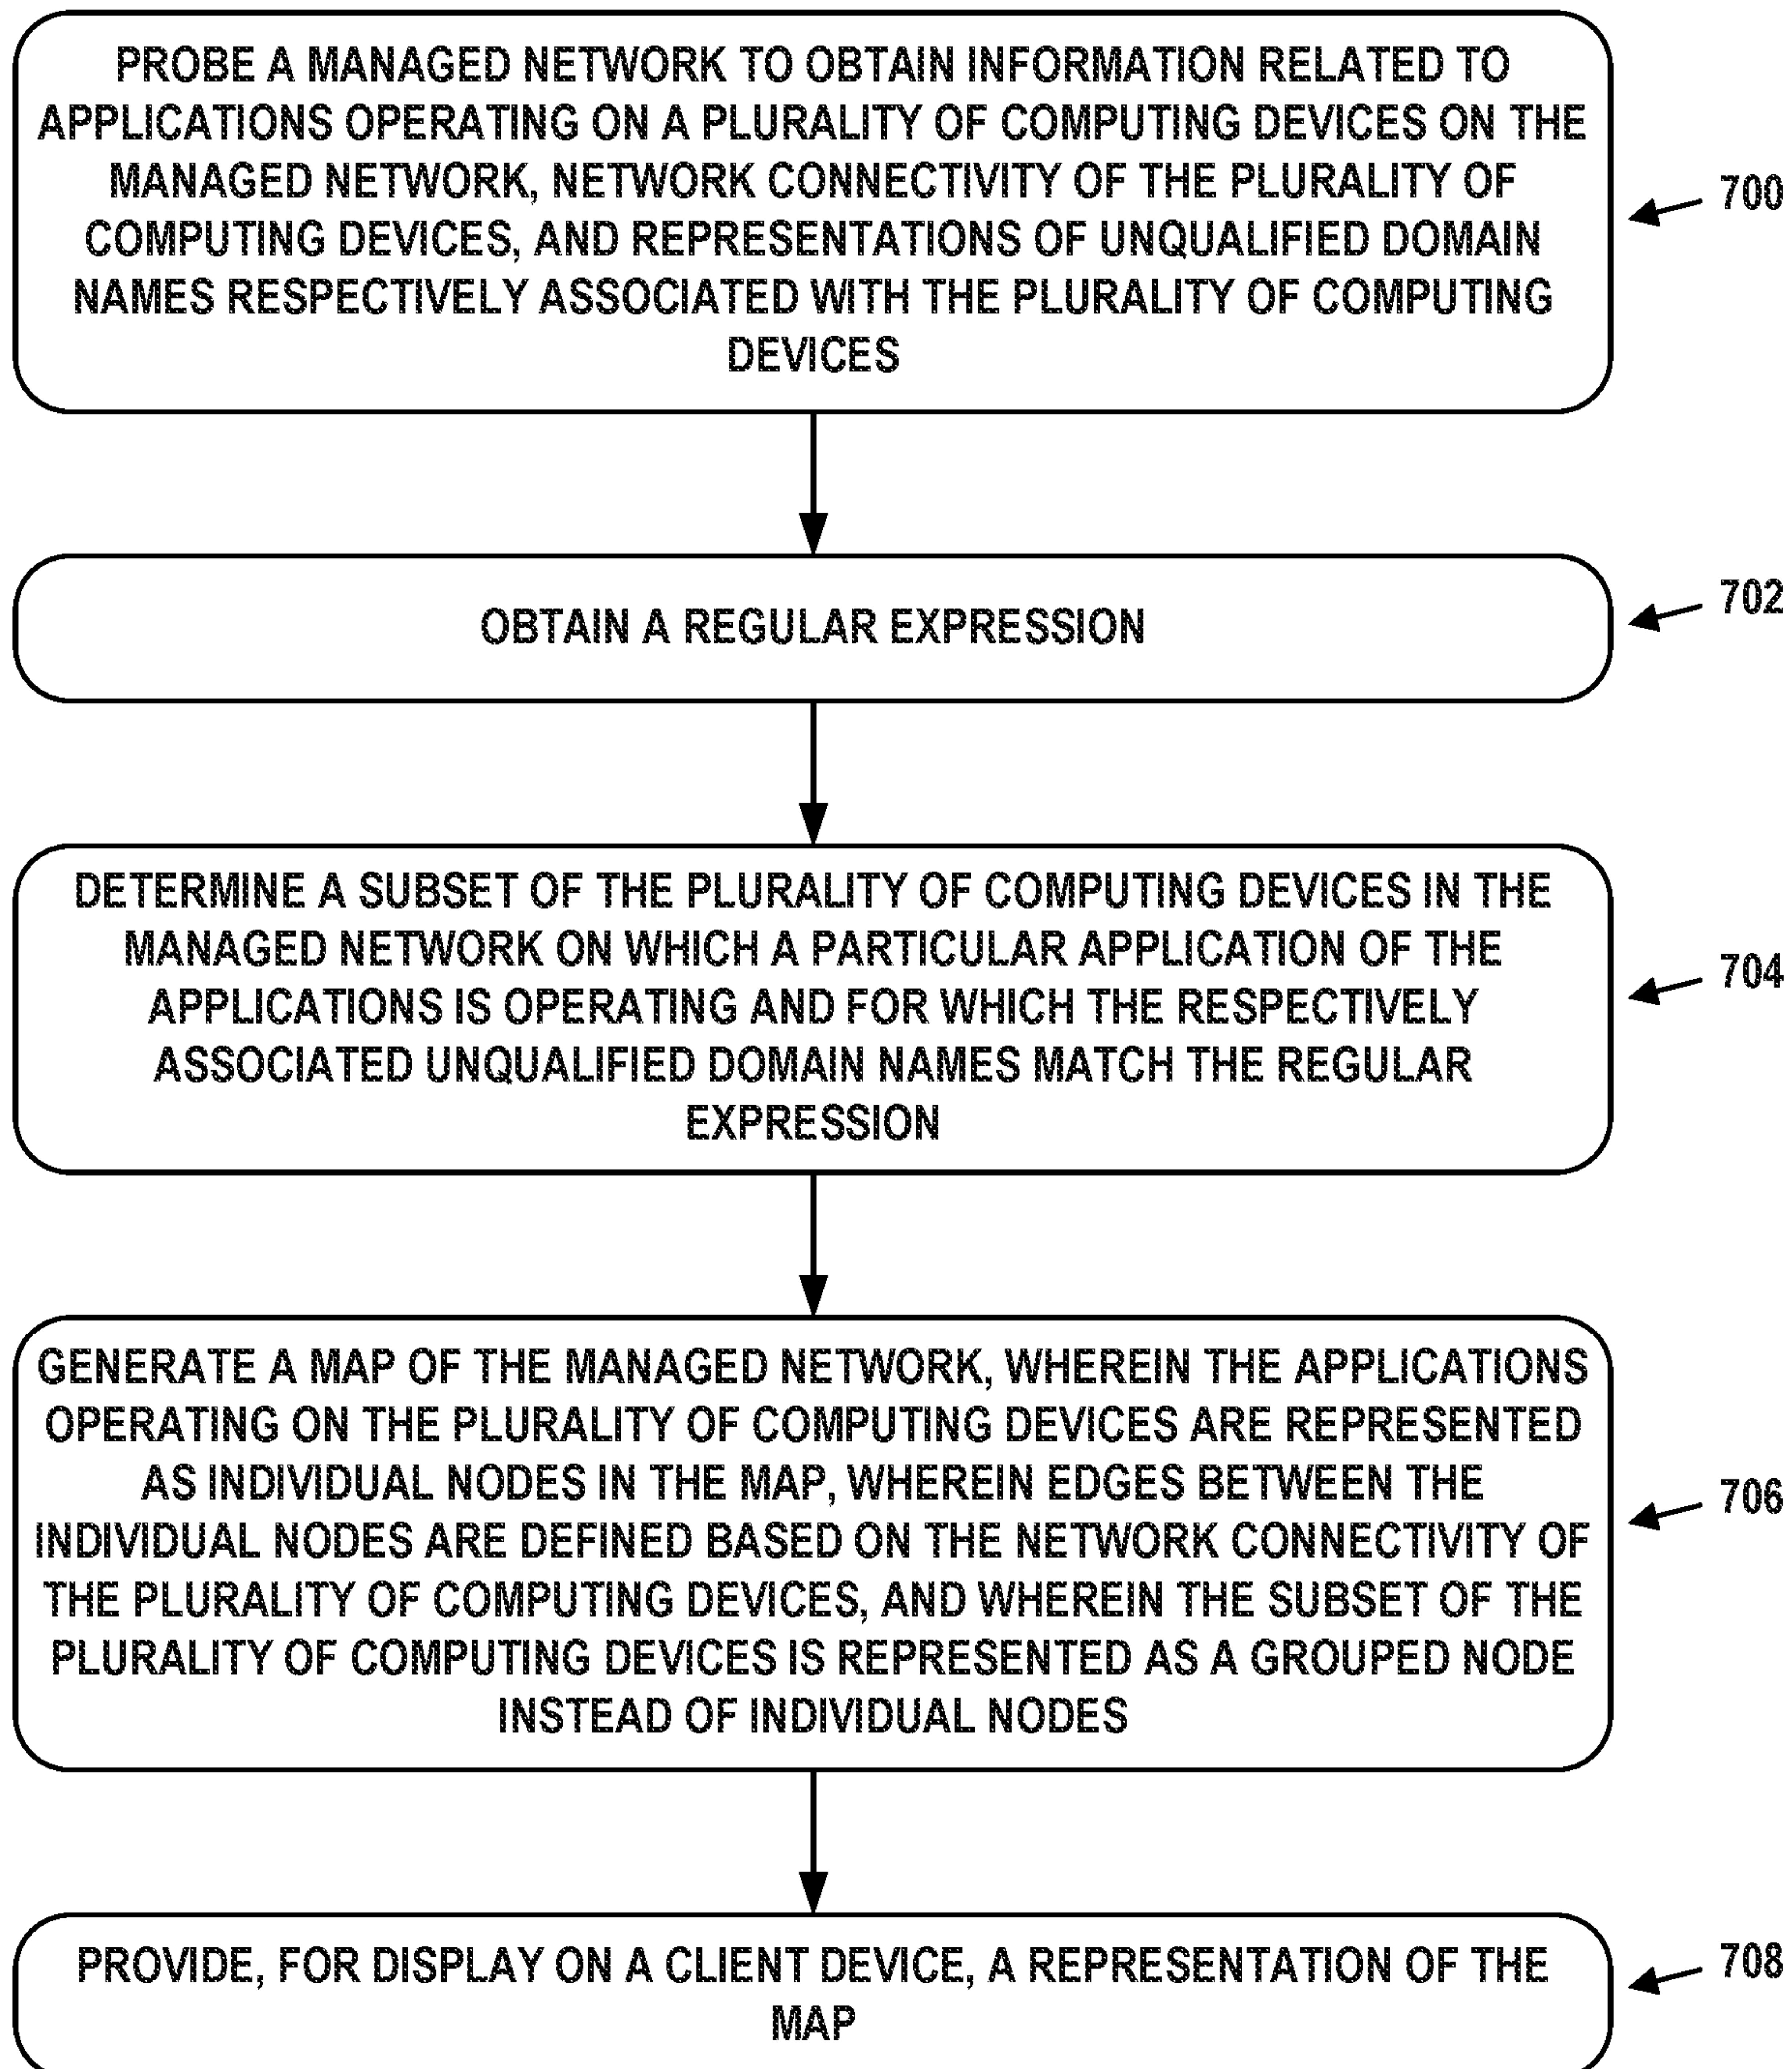 PROBE A MANAGED NETWORK TO OBTAIN INFORMATION RELATED TO
APPLICATIONS OPERATING ON A PLURALITY OF COMPUTING DEVICES ON THE
MANAGED NETWORK, NETWORK CONNECTIVITY OF THE PLURALITY OF
COMPUTING DEVICES, AND REPRESENTATIONS OF UNQUALIFIED DOMAIN
NAMES RESPECTIVELY ASSOCIATED WITH THE PLURALITY OF COMPUTING
DEVICES
700
OBTAIN A REGULAR EXPRESSION
702
DETERMINE A SUBSET OF THE PLURALITY OF COMPUTING DEVICES IN THE
MANAGED NETWORK ON WHICH A PARTICULAR APPLICATION OF THE
APPLICATIONS IS OPERATING AND FOR WHICH THE RESPECTIVELY
ASSOCIATED UNQUALIFIED DOMAIN NAMES MATCH THE REGULAR
EXPRESSION
704
GENERATE A MAP OF THE MANAGED NETWORK, WHEREIN THE APPLICATIONS
OPERATING ON THE PLURALITY OF COMPUTING DEVICES ARE REPRESENTED
AS INDIVIDUAL NODES IN THE MAP, WHEREIN EDGES BETWEEN THE
INDIVIDUAL NODES ARE DEFINED BASED ON THE NETWORK CONNECTIVITY OF
THE PLURALITY OF COMPUTING DEVICES, AND WHEREIN THE SUBSET OF THE
PLURALITY OF COMPUTING DEVICES IS REPRESENTED AS A GROUPED NODE
INSTEAD OF INDIVIDUAL NODES
706
PROVIDE, FOR DISPLAY ON A CLIENT DEVICE, A REPRESENTATION OF THE
MAP
708